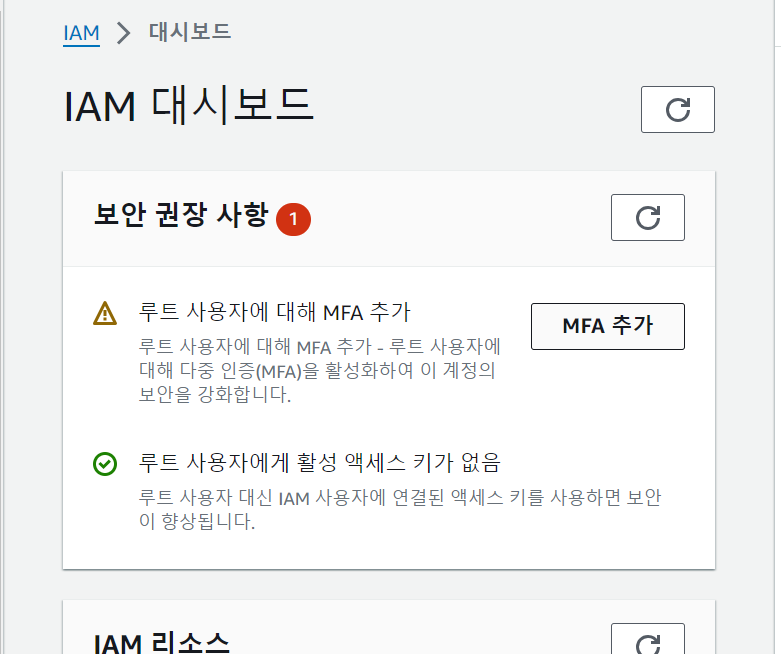 IAM > 대시보드
IAM 대시보드
보안 권장 사항 1
루트 사용자에 대해 MFA 추가
MFA 추가
루트 사용자에 대해 MFA 추가 - 루트 사용자에
대해 다중 인증(MFA)을 활성화하여 이 계정의
보안을 강화합니다.
루트 사용자에게 활성 액세스 키가 없음
루트 사용자 대신 IAM 사용자에 연결된 액세스 키를 사용하면 보안
이 향상됩니다.
IAM 리소스